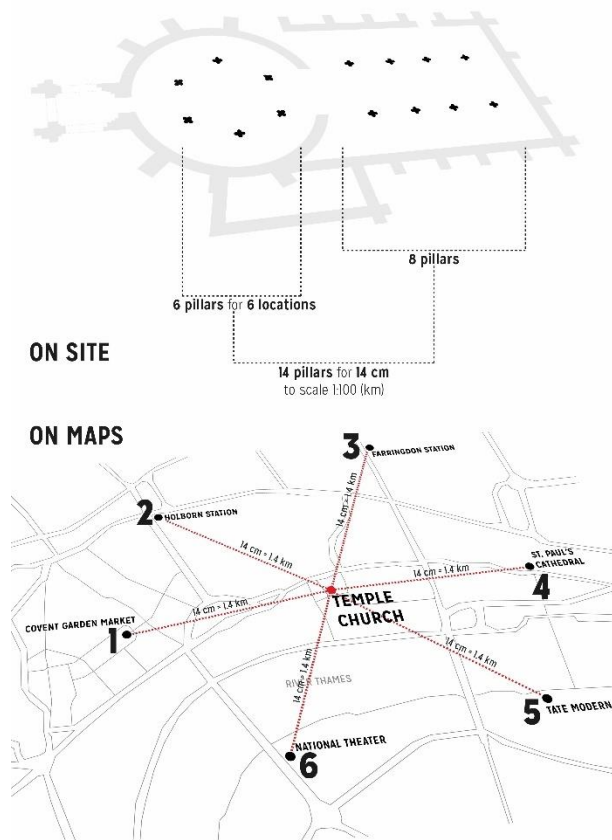 8 pillars
6 pillars for 6 locations
ON SITE
14 pillars for 14 cm
to scale 1:100 (km)
ON MAPS
3
FARRINGDON STATION
2
HOLBORN STATION
14 cm = 1.4 km
14 cm = 1.4 km
ST. PAUL'S
CATHEDRAL
14 cm = 1.4 km
4
TEMPLE
CHURCH
14 cm = 1.4 km
COVENT GARDEN MARKET
1
14 cm = 1.4 km
RIVER THAMES
14 cm = 1.4 km
5
TATE MODERN
NATIONAL THEATER
6